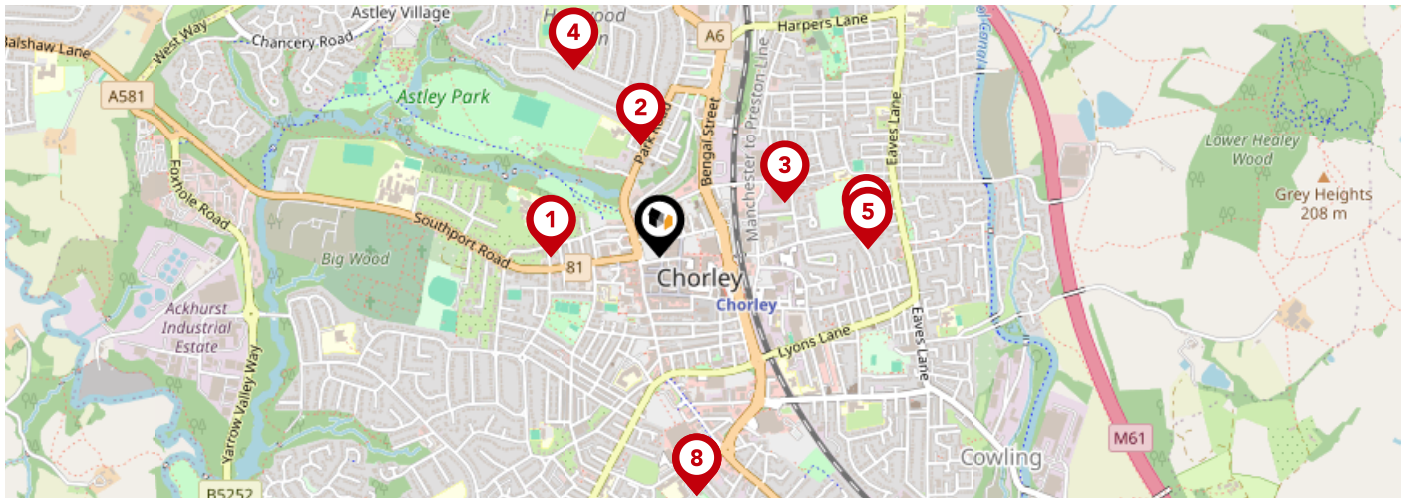 Astley Village
4
Harpers Lane
A6
Balshaw Lane
West Way
Chancery Road
A581
Astley Park
2
Park Road
Bengal Street
Manchester to Preston Line
Eaves Lane
Lower Healey
Wood
3
Grey Heights
208 m
Foxhole Road
1
5
Southport Road
81
Big Wood
Chorley
Chorley
Ackhurst
Industrial
Estate
Lyons Lane
Eaves Lane
Yarrow Valley Way
M61
8
Cowling
B5252